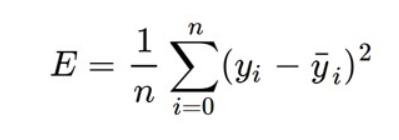 E = \frac{1}{n} \sum_{i=0}^{n} (y_i - \bar{y}_i)^2